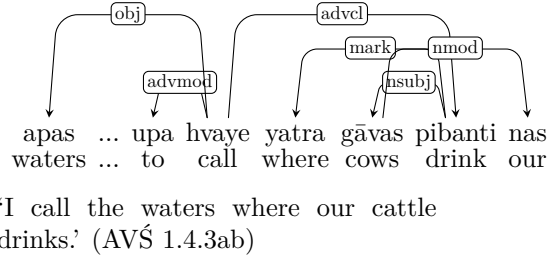 obj advcl
mark nmod
advmod nsubj
apas ... upa hvaye yatra gāvas pibanti nas
waters ... to call where cows drink our
‘I call the waters where our cattle
drinks.’ (AVŚ 1.4.3ab)